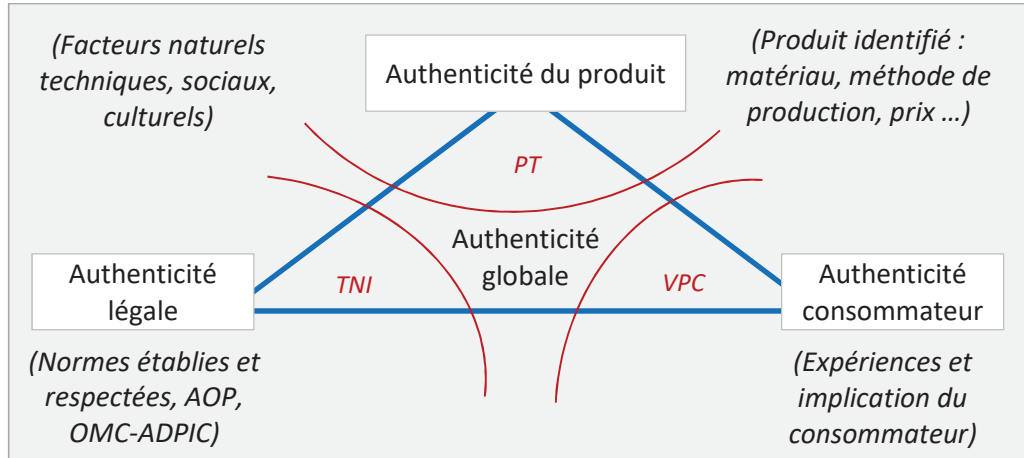 (Facteurs naturels
techniques, sociaux,
culturels)
Authenticité du produit
(Produit identifié :
matériau, méthode de
production, prix ...)
PT
Authenticité
globale
Authenticité
légale
TNI
VPC
Authenticité
consommateur
(Normes établies et
respectées, AOP,
OMC-ADPIC)
(Expériences et
implication du
consommateur)